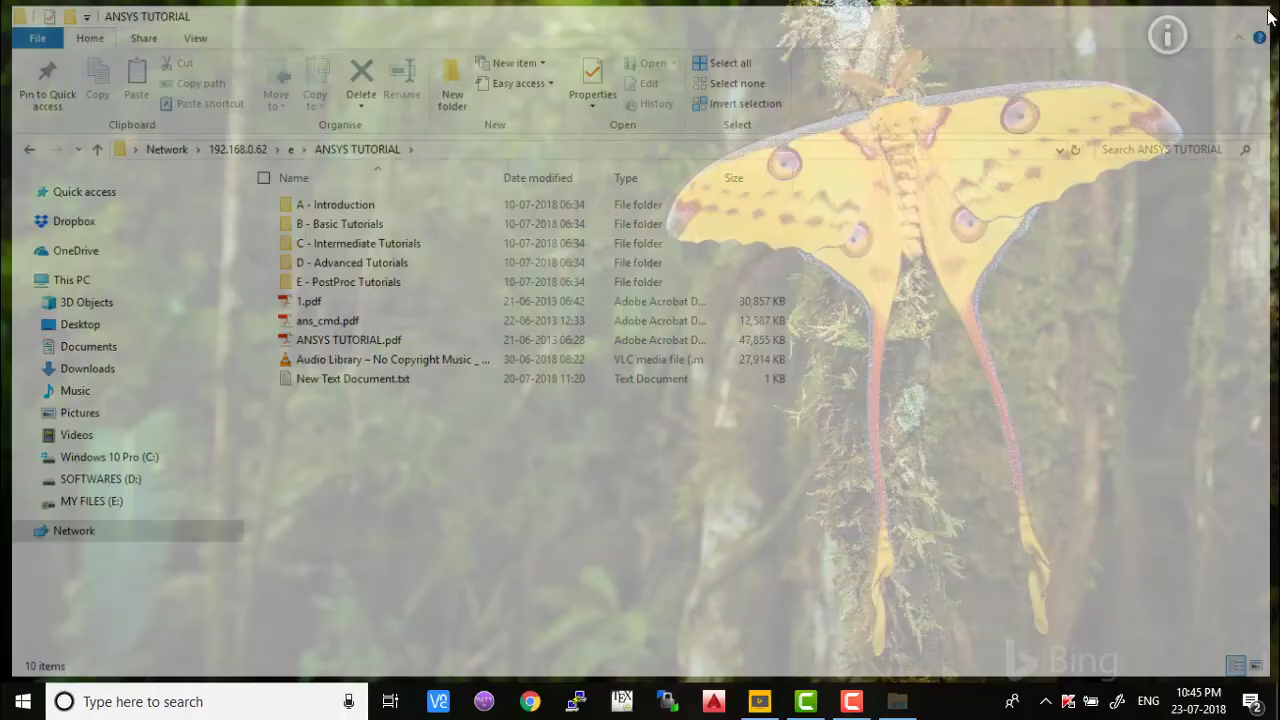 ANSYS TUTORIAL
File Home Share View
Pin to Quick access
Copy
Paste
Cut
Copy path
Paste shortcut
Clipboard
Move to
Copy to
Delete
Rename
Organise
New folder
New item
Easy access
New
Properties
Open
Edit
History
Open
Select all
Select none
Invert selection
Select
Network 192.168.0.62 e ANSYS TUTORIAL Search ANSYS TUTORIAL
Quick access
Dropbox
OneDrive
This PC
3D Objects
Desktop
Documents
Downloads
Music
Pictures
Videos
Windows 10 Pro (C:)
SOFTWARES (D:)
MY FILES (E:)
Network
Name Date modified Type Size
A - Introduction 10-07-2018 06:34 File folder
B - Basic Tutorials 10-07-2018 06:34 File folder
C - Intermediate Tutorials 10-07-2018 06:34 File folder
D - Advanced Tutorials 10-07-2018 06:34 File folder
E - PostProc Tutorials 10-07-2018 06:34 File folder
1.pdf 21-06-2013 06:42 Adobe Acrobat D... 30,857 KB
ans_cmd.pdf 22-06-2013 12:33 Adobe Acrobat D... 12,587 KB
ANSYS TUTORIAL.pdf 21-06-2013 06:28 Adobe Acrobat D... 47,855 KB
Audio Library – No Copyright Music _ ... 30-06-2018 08:22 VLC media file (.m 27,914 KB
New Text Document.txt 20-07-2018 11:20 Text Document 1 KB
10 items
Bing
Type here to search
ENG
10:45 PM
23-07-2018
2